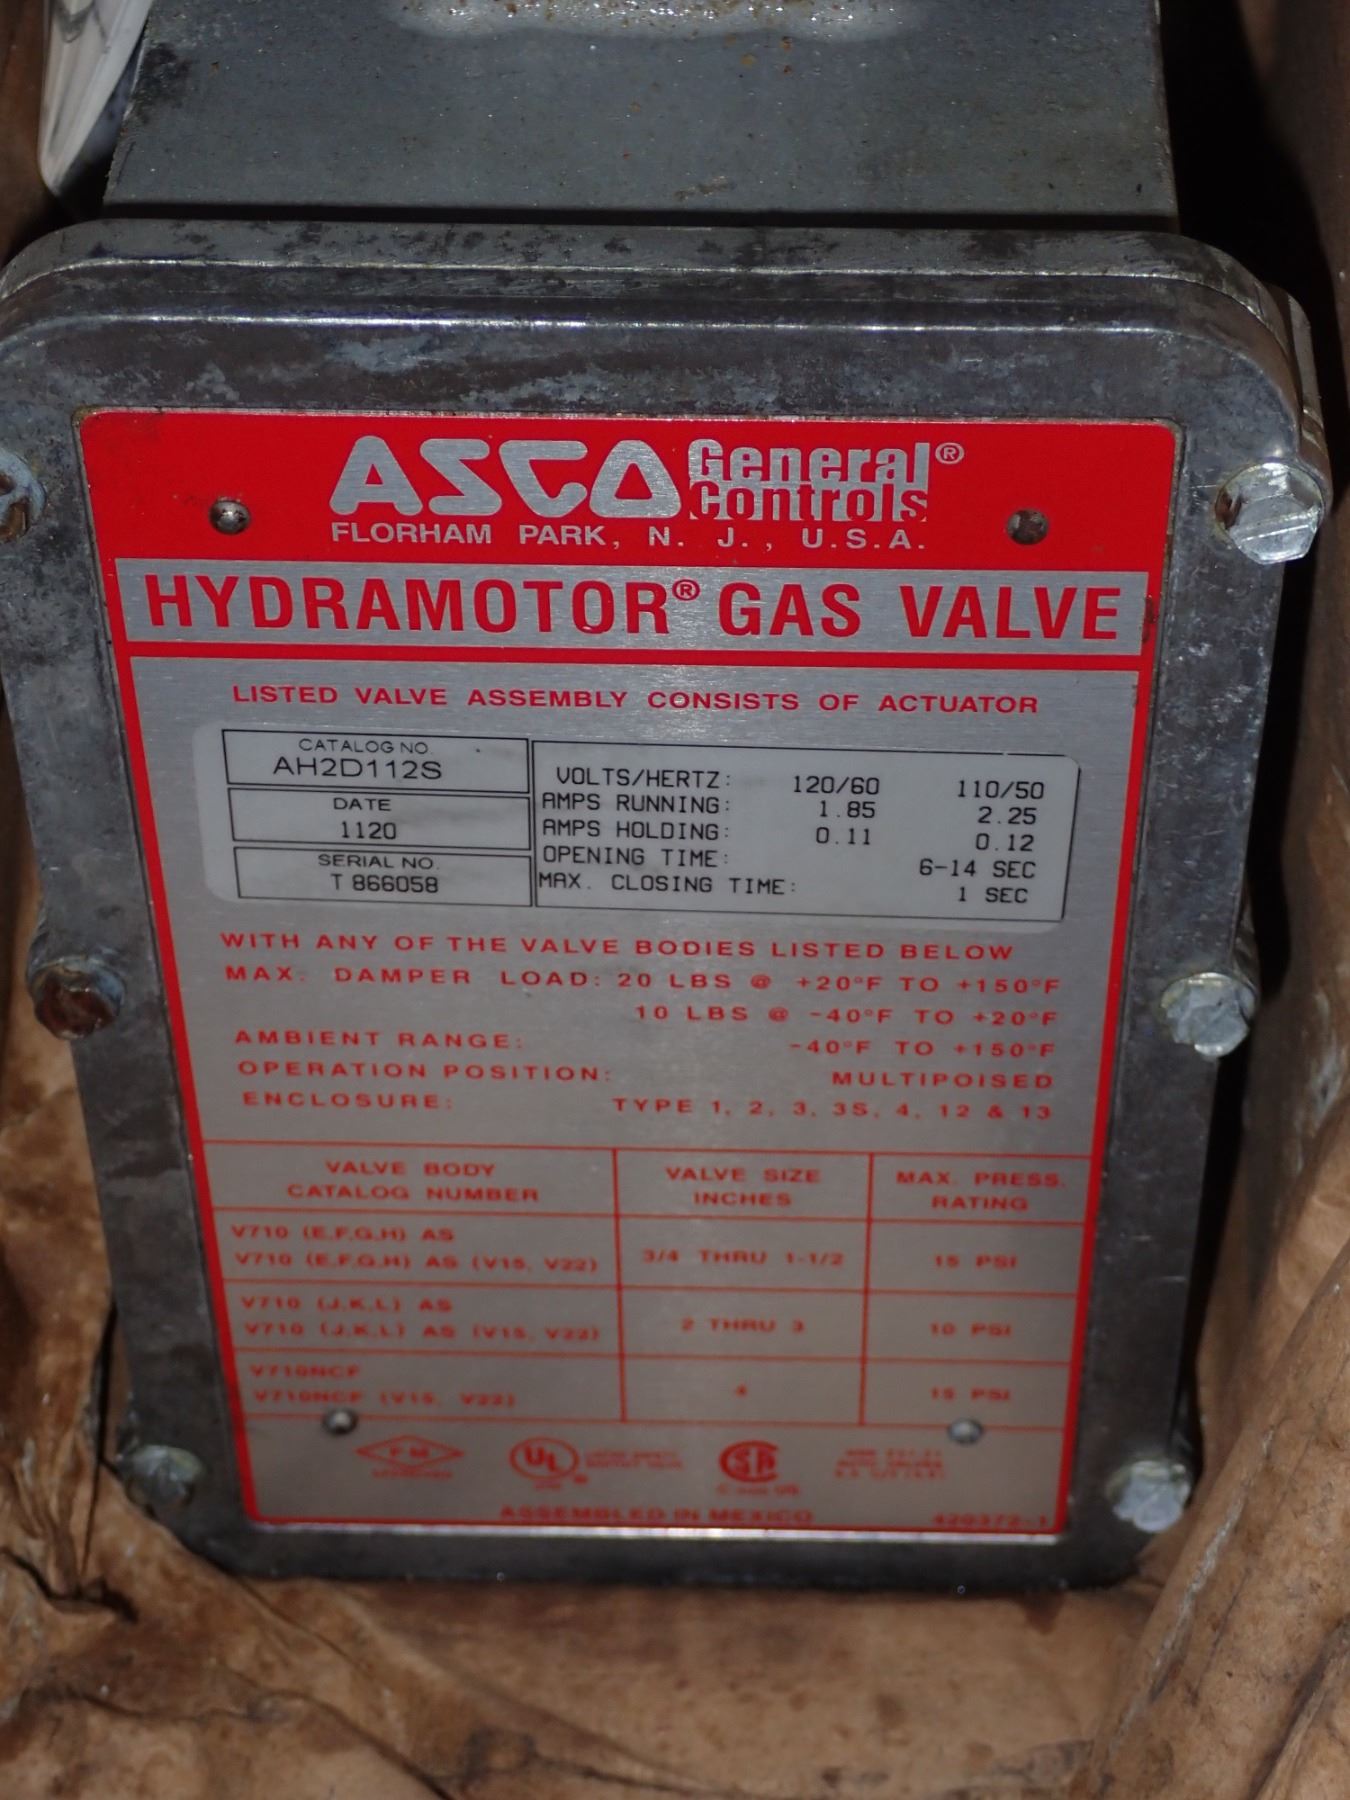 ASCO General Controls®
FLORHAM PARK, N. J., U.S.A.
HYDRAMOTOR® GAS VALVE
LISTED VALVE ASSEMBLY CONSISTS OF ACTUATOR
CATALOG NO.
AH2D112S
DATE
1120
SERIAL NO.
T 866058
VOLTS/HERTZ: 120/60 110/50
AMPS RUNNING: 1.85 2.25
AMPS HOLDING: 0.11 0.12
OPENING TIME: 6-14 SEC
MAX. CLOSING TIME: 1 SEC
WITH ANY OF THE VALVE BODIES LISTED BELOW
MAX. DAMPER LOAD: 20 LBS @ +20°F TO +150°F
10 LBS @ -40°F TO +20°F
AMBIENT RANGE: -40°F TO +150°F
OPERATION POSITION: MULTIPOISED
ENCLOSURE: TYPE 1, 2, 3, 3S, 4, 12 & 13
VALVE BODY CATALOG NUMBER
VALVE SIZE INCHES
MAX. PRESS. RATING
V710 (E,F,G,H) AS
V710 (E,F,G,H) AS (V15, V22)
3/4 THRU 1-1/2
15 PSI
V710 (J,K,L) AS
V710 (J,K,L) AS (V15, V22)
2 THRU 3
10 PSI
V710NCF
V710NCF (V15, V22)
4
15 PSI
FM
APPROVED
UL®
SA
ASSEMBLED IN MEXICO
420372-1